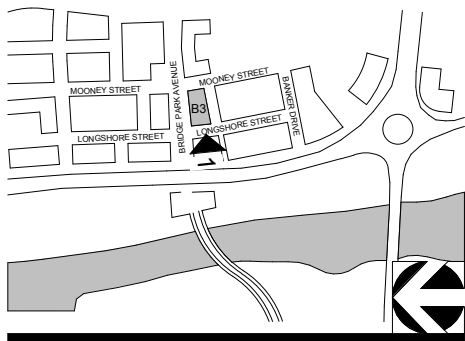 MOONEY STREET
MOONEY STREET
BRIDGE PARK AVENUE
B3
BANKER DRIVE
LONGSHORE STREET
LONGSHORE STREET
1